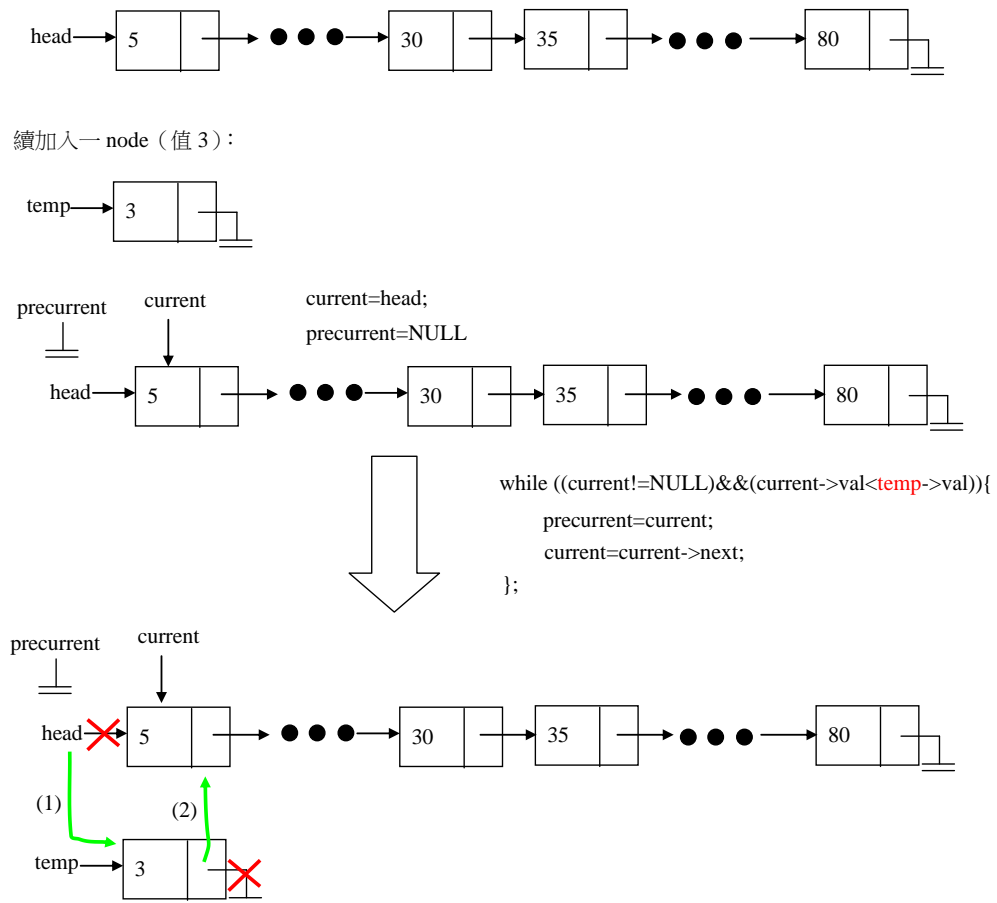 head 5 30 35 80
續加入一 node（值 3）：
temp 3
precurrent current current=head;
precurrent=NULL
head 5 30 35 80
while ((current!=NULL)&&(current->val<temp->val)){
precurrent=current;
current=current->next;
};
precurrent current
head 5 30 35 80
(1) (2)
temp 3